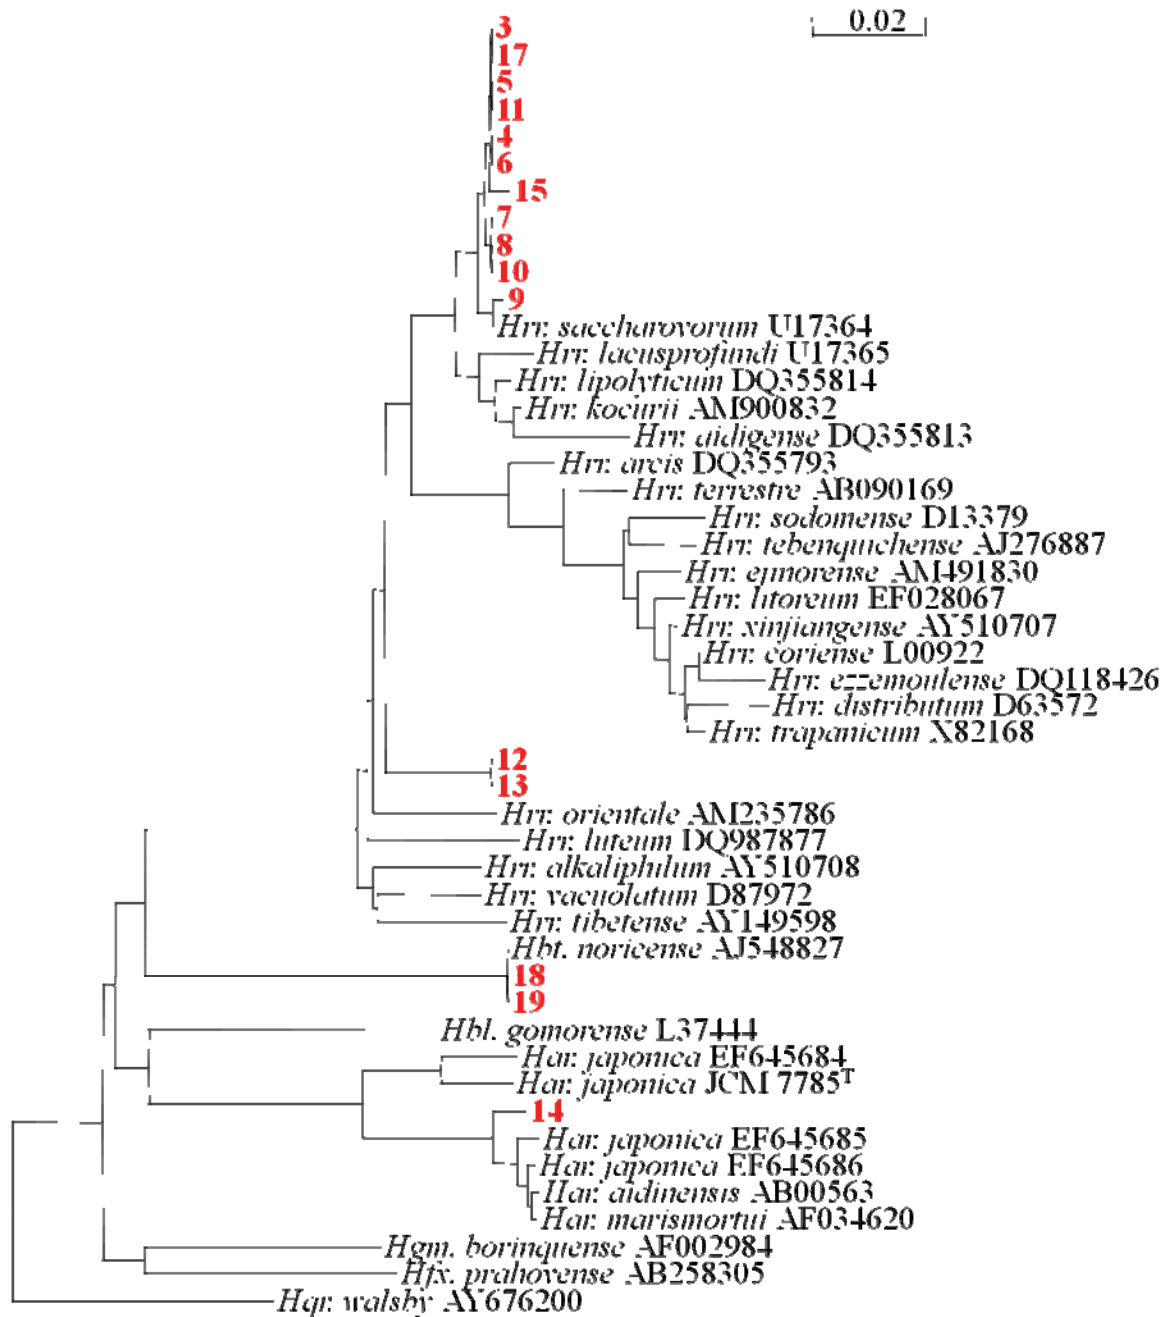 0.02
3
17
5
11
4
6
15
7
8
10
9
Hrr. saccharovorum U17364
Hrr. lacusprofundi U17365
Hrr. lipolyticum DQ355814
Hrr. kocurii AM900832
Hrr. aidigense DQ355813
Hrr. arcis DQ355793
Hrr. terrestre AB090169
Hrr. sodomense D13379
Hrr. tebenquichense AJ276887
Hrr. ejinorense AM491830
Hrr. litoreum EF028067
Hrr. xinjiangense AY510707
Hrr. coriense L00922
Hrr. ezzemoulense DQ118426
Hrr. distributum D63572
Hrr. trapanicum X82168
12
13
Hrr. orientale AM235786
Hrr. luteum DQ987877
Hrr. alkaliphilum AY510708
Hrr. vacuolatum D87972
Hrr. tibetense AY149598
Hbt. noricense AJ548827
18
19
Hbl. gomorense L37444
Har. japonica EF645684
Har. japonica JCM 7785ᵀ
14
Har. japonica EF645685
Har. japonica EF645686
Har. aidinensis AB00563
Har. marismortui AF034620
Hgm. borinquense AF002984
Hfx. prahovense AB258305
Hqr. walsby AY676200